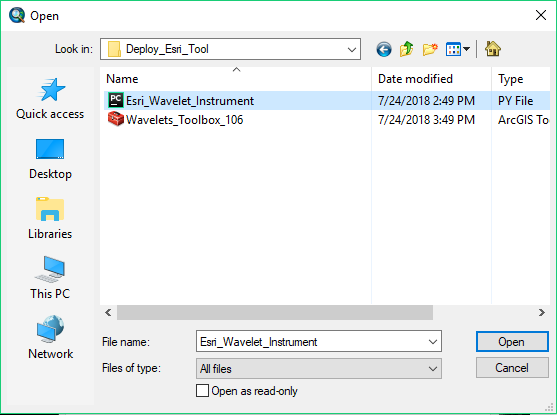 Open
Look in: Deploy_Esri_Tool
Quick access
Desktop
Libraries
This PC
Network
Name Date modified Type
PC Esri_Wavelet_Instrument 7/24/2018 2:49 PM PY File
Wavelets_Toolbox_106 7/24/2018 3:49 PM ArcGIS To
File name: Esri_Wavelet_Instrument Open
Files of type: All files Cancel
Open as read-only